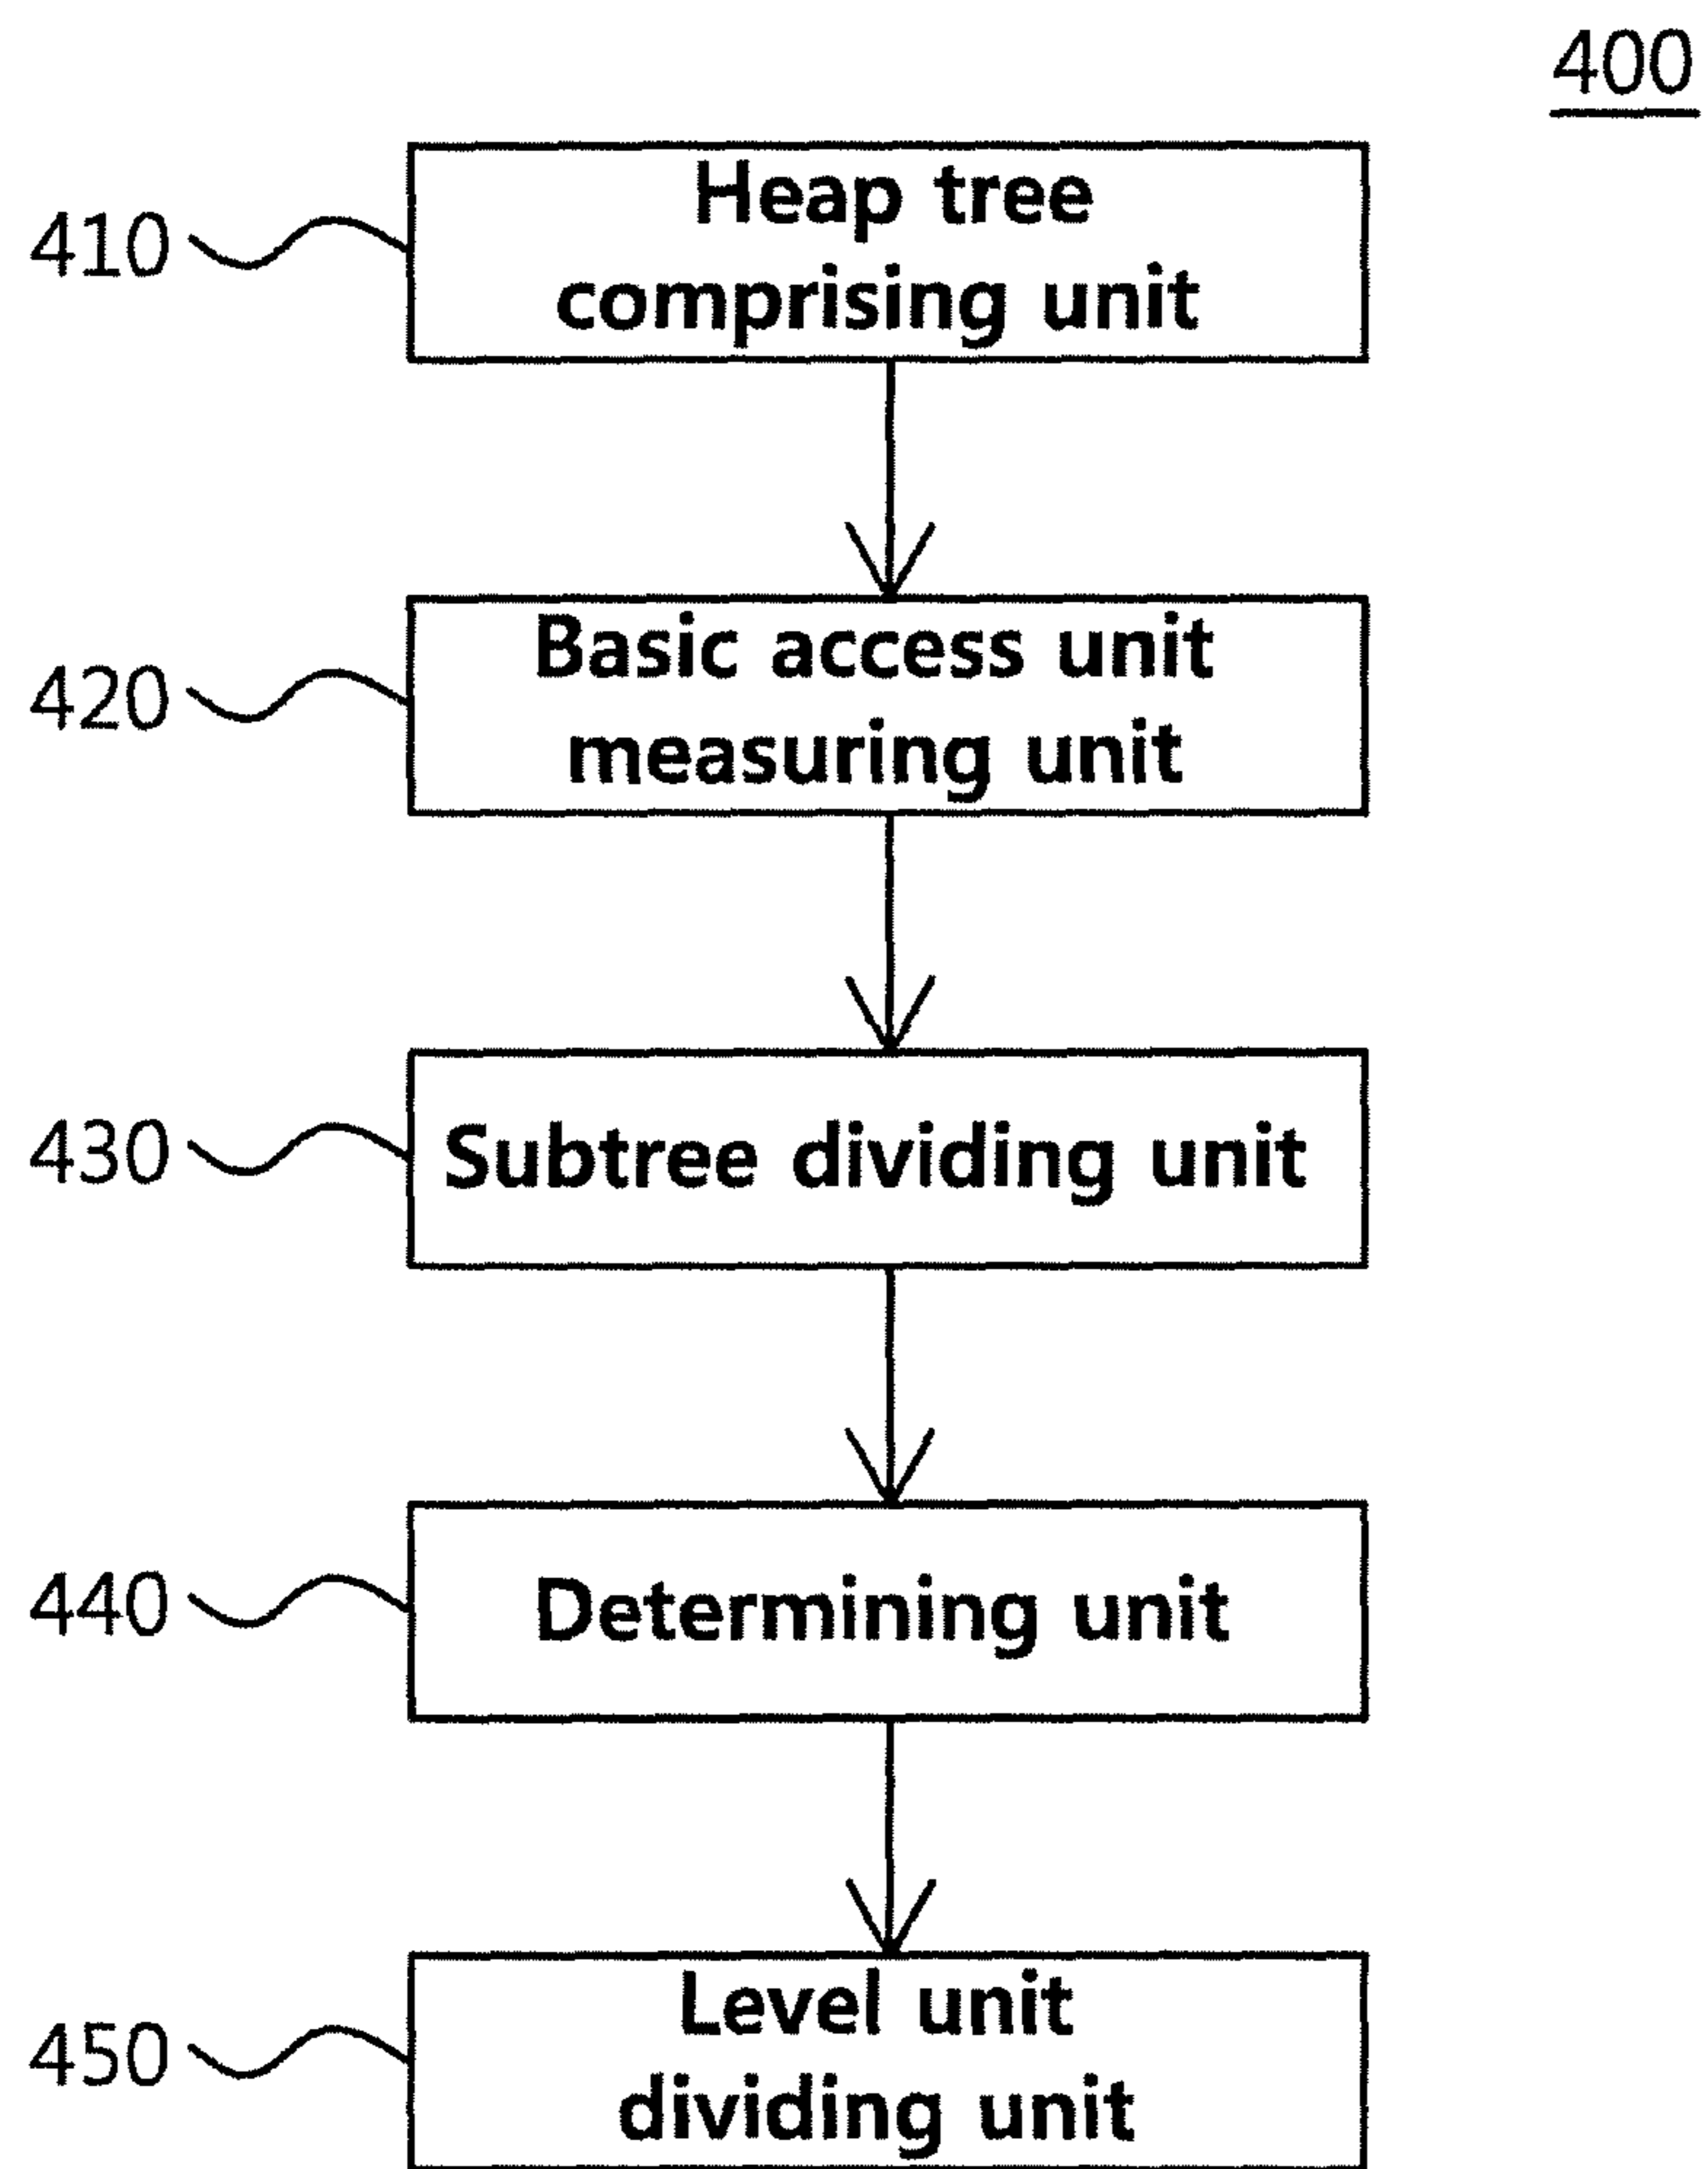 400
Heap tree
comprising unit
410
Basic access unit
measuring unit
420
Subtree dividing unit
430
Determining unit
440
Level unit
dividing unit
450